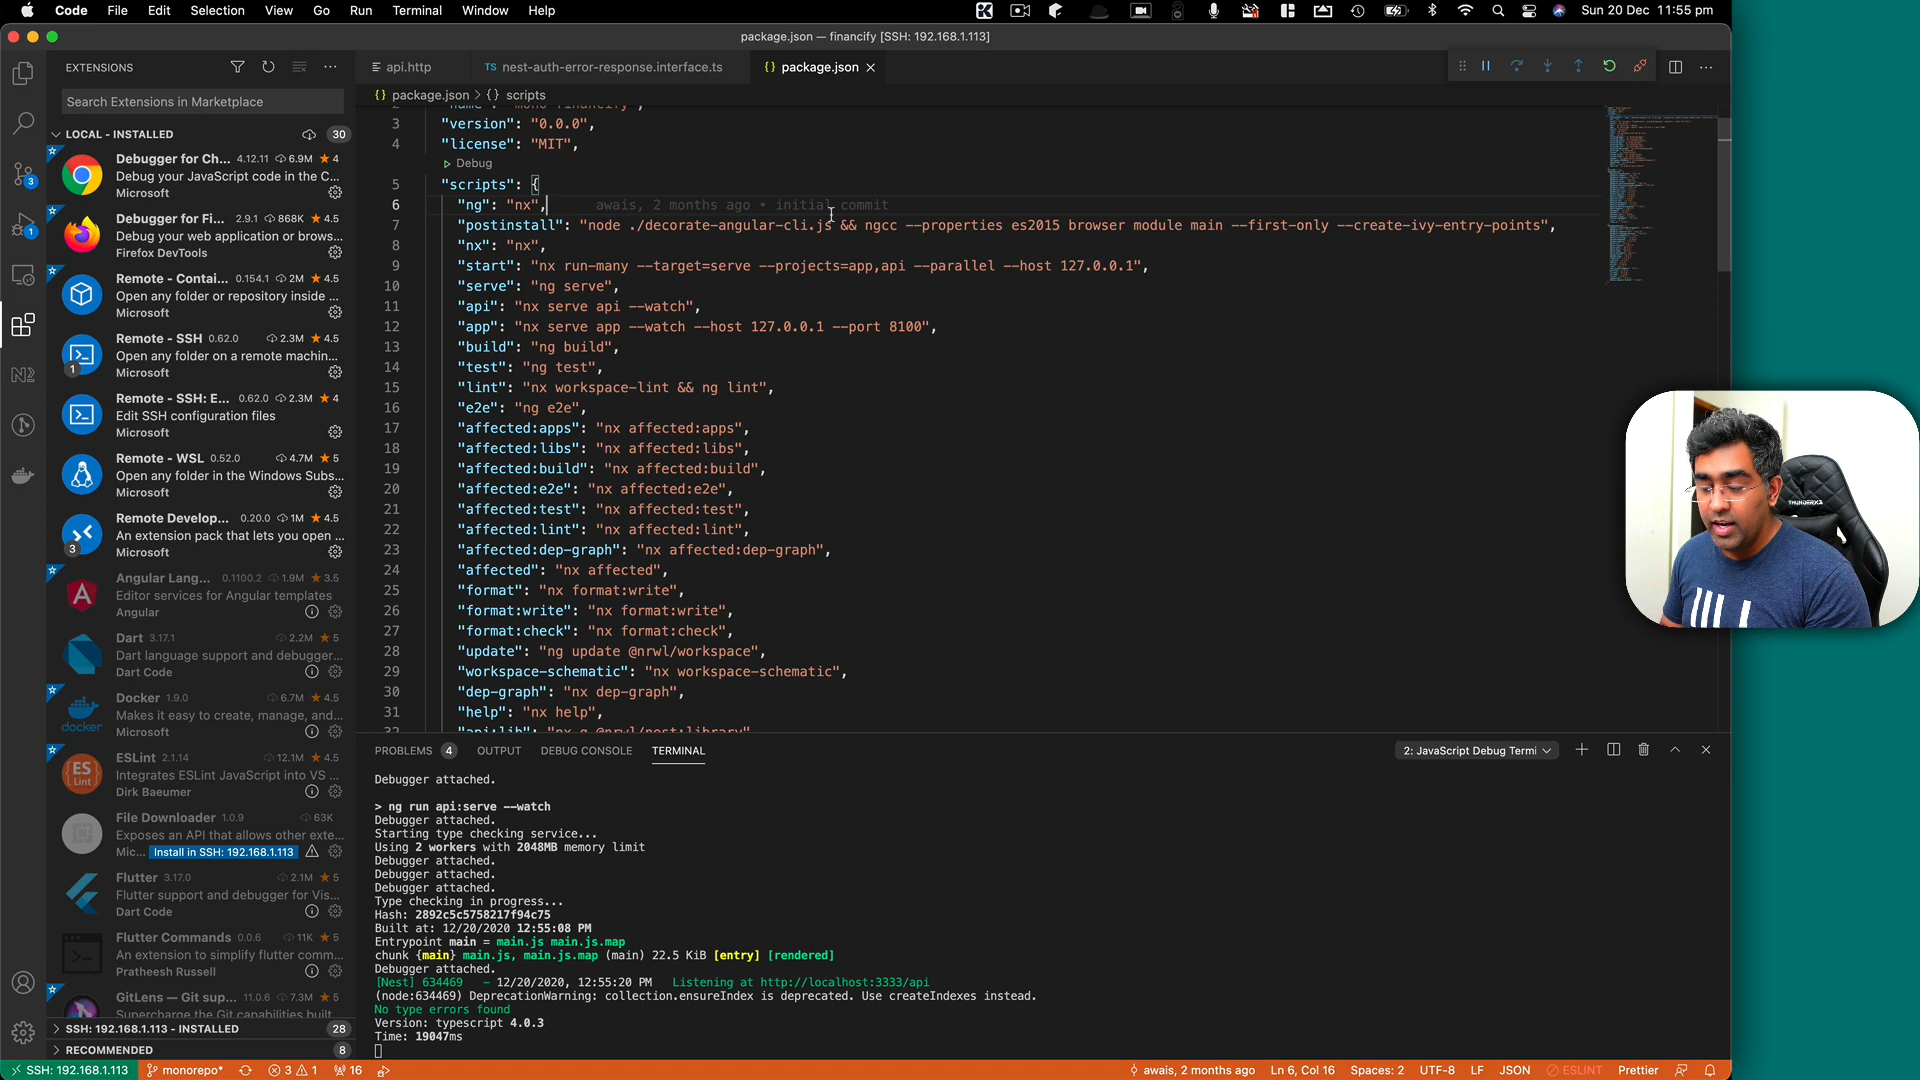 Code File Edit Selection View Go Run Terminal Window Help
Sun 20 Dec 11:55 pm
package.json — financify [SSH: 192.168.1.113]
EXTENSIONS
api.http
TS nest-auth-error-response.interface.ts
{} package.json
Search Extensions in Marketplace
{} package.json > {} scripts
LOCAL - INSTALLED 30
Debugger for Ch... 4.12.11 6.9M 4
Debug your JavaScript code in the C...
Microsoft
Debugger for Fi... 2.9.1 868K 4
Debug your web application or brows...
Firefox DevTools
Remote - Contai... 0.154.1 2M 4.5
Open any folder or repository inside ...
Microsoft
Remote - SSH 0.62.0 2.3M 4.5
Open any folder on a remote machin...
1 Microsoft
Remote - SSH: E... 0.62.0 2.3M 4
Edit SSH configuration files
Microsoft
Remote - WSL 0.52.0 4.7M 5
Open any folder in the Windows Subs...
Microsoft
Remote Develop... 0.20.0 1M 4.5
An extension pack that lets you open ...
3 Microsoft
Angular Lang... 0.1100.2 1.9M 3.5
Editor services for Angular templates
Angular
Dart 3.17.1 2.2M 5
Dart language support and debugger...
Dart Code
Docker 1.9.0 6.7M 4.5
Makes it easy to create, manage, and...
docker Microsoft
ESLint 2.1.14 12.1M 4.5
Integrates ESLint JavaScript into VS ...
Dirk Baeumer
File Downloader 1.0.9 63K
Exposes an API that allows other exte...
Mic... Install in SSH: 192.168.1.113
Flutter 3.17.0 2.1M 5
Flutter support and debugger for Vis...
Dart Code
Flutter Commands 0.0.6 11K 5
An extension to simplify flutter comm...
Pratheesh Russell
GitLens — Git sup... 11.0.6 7.3M 5
Supercharge the Git capabilities built...
SSH: 192.168.1.113 - INSTALLED 28
RECOMMENDED 8
2 "name": "mono-financify",
3 "version": "0.0.0",
4 "license": "MIT",
Debug
5 "scripts": {
6 "ng": "nx", awais, 2 months ago • initial commit
7 "postinstall": "node ./decorate-angular-cli.js && ngcc --properties es2015 browser module main --first-only --create-ivy-entry-points",
8 "nx": "nx",
9 "start": "nx run-many --target=serve --projects=app,api --parallel --host 127.0.0.1",
10 "serve": "ng serve",
11 "api": "nx serve api --watch",
12 "app": "nx serve app --watch --host 127.0.0.1 --port 8100",
13 "build": "ng build",
14 "test": "ng test",
15 "lint": "nx workspace-lint && ng lint",
16 "e2e": "ng e2e",
17 "affected:apps": "nx affected:apps",
18 "affected:libs": "nx affected:libs",
19 "affected:build": "nx affected:build",
20 "affected:e2e": "nx affected:e2e",
21 "affected:test": "nx affected:test",
22 "affected:lint": "nx affected:lint",
23 "affected:dep-graph": "nx affected:dep-graph",
24 "affected": "nx affected",
25 "format": "nx format:write",
26 "format:write": "nx format:write",
27 "format:check": "nx format:check",
28 "update": "ng update @nrwl/workspace",
29 "workspace-schematic": "nx workspace-schematic",
30 "dep-graph": "nx dep-graph",
31 "help": "nx help",
32 "api:lib": "nx g @nrwl/nest:library"
THUNDERX3
PROBLEMS 4 OUTPUT DEBUG CONSOLE TERMINAL
2: JavaScript Debug Termi
Debugger attached.
> ng run api:serve --watch
Debugger attached.
Starting type checking service...
Using 2 workers with 2048MB memory limit
Debugger attached.
Debugger attached.
Debugger attached.
Type checking in progress...
Hash: 2892c5c5758217f94c75
Built at: 12/20/2020 12:55:08 PM
Entrypoint main = main.js main.js.map
chunk {main} main.js, main.js.map (main) 22.5 KiB [entry] [rendered]
Debugger attached.
[Nest] 634469 - 12/20/2020, 12:55:20 PM Listening at http://localhost:3333/api
(node:634469) DeprecationWarning: collection.ensureIndex is deprecated. Use createIndexes instead.
No type errors found
Version: typescript 4.0.3
Time: 19047ms
SSH: 192.168.1.113 monorepo* 3 1 16
awais, 2 months ago Ln 6, Col 16 Spaces: 2 UTF-8 LF JSON ESLINT Prettier